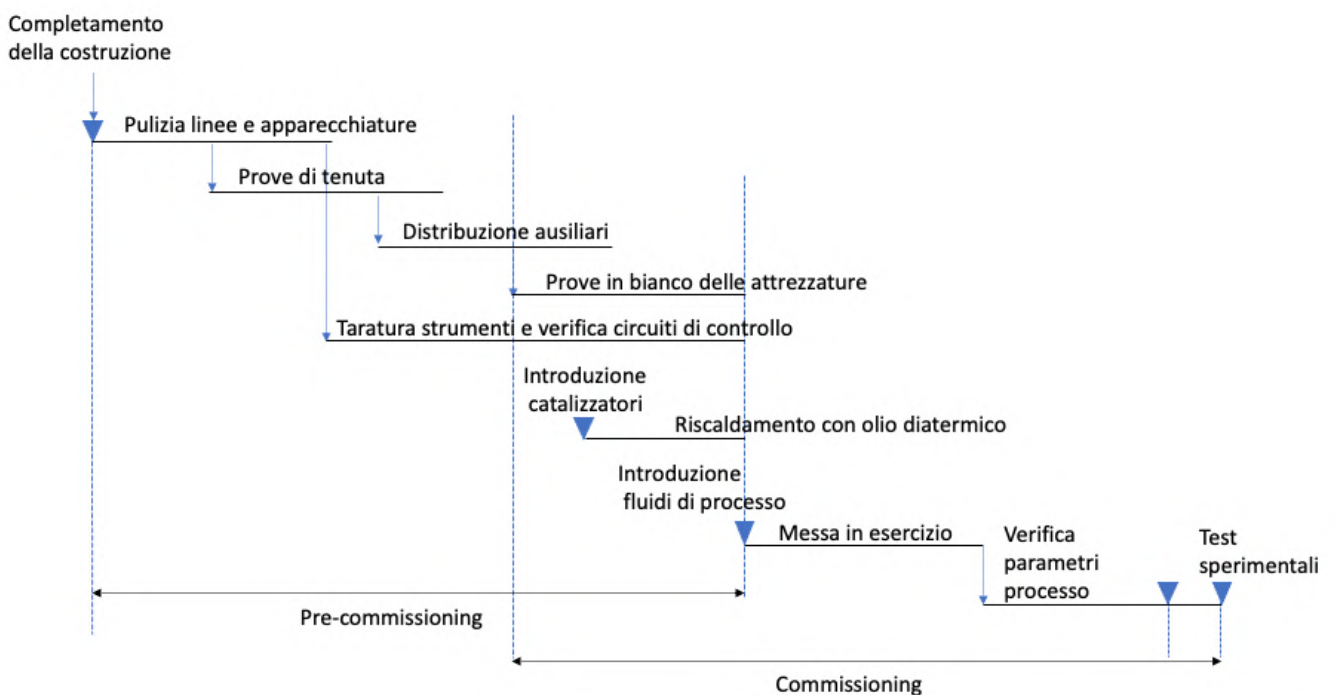 Completamento
della costruzione
Pulizia linee e apparecchiature
Prove di tenuta
Distribuzione ausiliari
Prove in bianco delle attrezzature
Taratura strumenti e verifica circuiti di controllo
Introduzione
catalizzatori
Riscaldamento con olio diatermico
Introduzione
fluidi di processo
Messa in esercizio
Verifica
parametri
processo
Test
sperimentali
Pre-commissioning
Commissioning